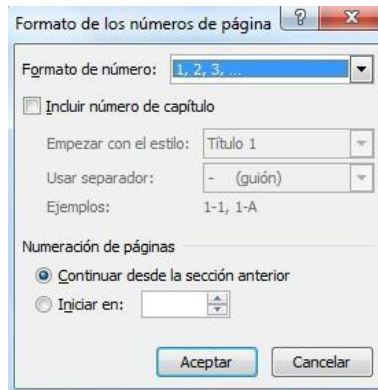 Formato de los números de página
Formato de número: 1, 2, 3, ...
Incluir número de capítulo
Empezar con el estilo: Título 1
Usar separador: - (guión)
Ejemplos: 1-1, 1-A
Numeración de páginas
Continuar desde la sección anterior
Iniciar en:
Aceptar Cancelar